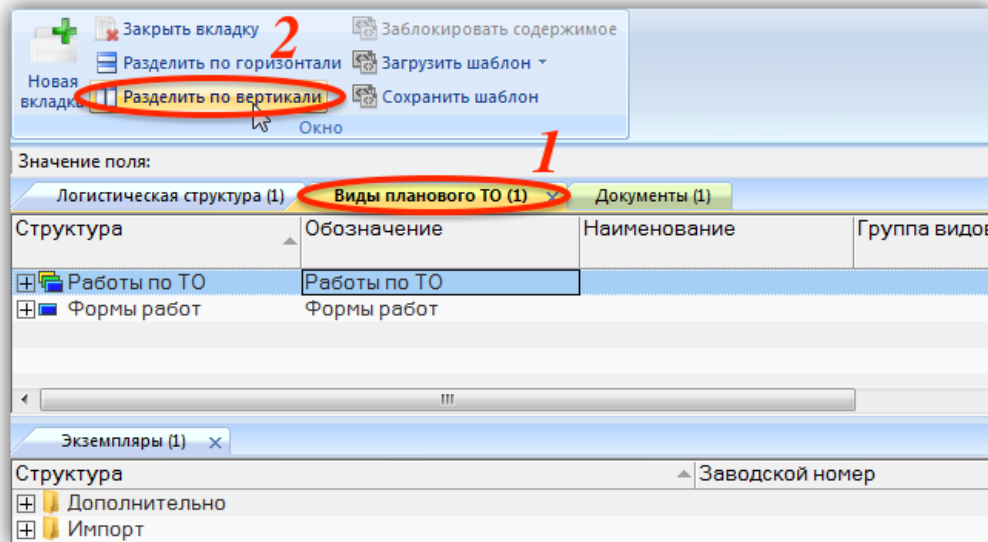 Закрыть вкладку
2
Заблокировать содержимое
Разделить по горизонтали
Загрузить шаблон
Новая
вкладка
Разделить по вертикали
Сохранить шаблон
Окно
1
Значение поля:
Логистическая структура (1)
Виды планового ТО (1)
Документы (1)
Структура
Обозначение
Наименование
Группа видов
Работы по ТО
Работы по ТО
Формы работ
Формы работ
Экземпляры (1)
Структура
Заводской номер
Дополнительно
Импорт